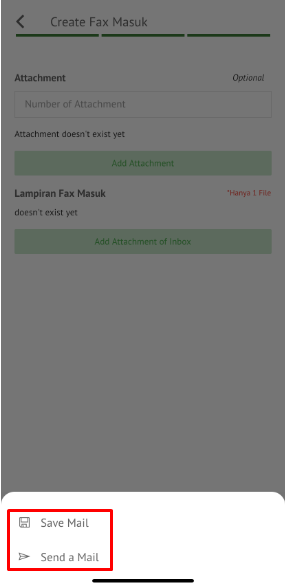 Create Fax Masuk
Attachment Optional
Number of Attachment
Attachment doesn't exist yet
Add Attachment
Lampiran Fax Masuk *Hanya 1 File
doesn't exist yet
Add Attachment of Inbox
Save Mail
Send a Mail